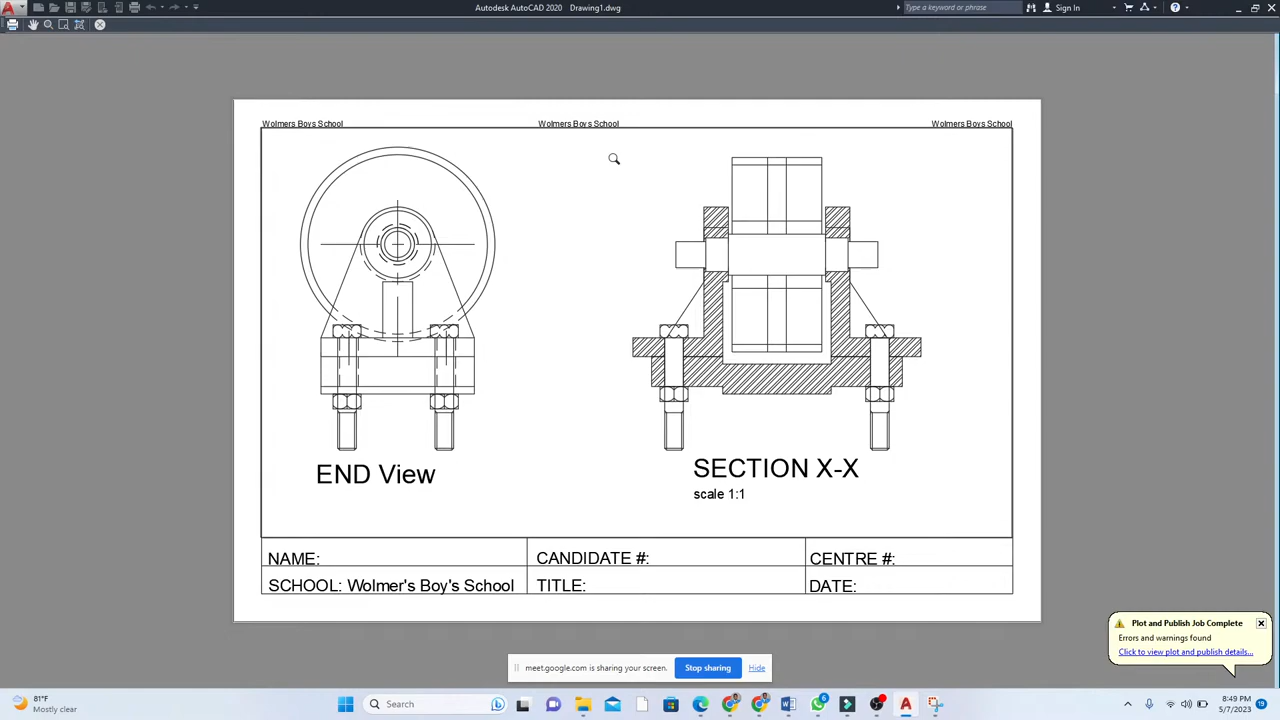 Autodesk AutoCAD 2020 Drawing1.dwg
Type a keyword or phrase
Sign In
Wolmers Boys School Wolmers Boys School Wolmers Boys School
END View
SECTION X-X
scale 1:1
NAME: CANDIDATE #: CENTRE #:
SCHOOL: Wolmer's Boy's School TITLE: DATE:
Plot and Publish Job Complete
Errors and warnings found
Click to view plot and publish details...
meet.google.com is sharing your screen. Stop sharing Hide
81°F
Mostly clear
Search
6
8:49 PM
5/7/2023
19